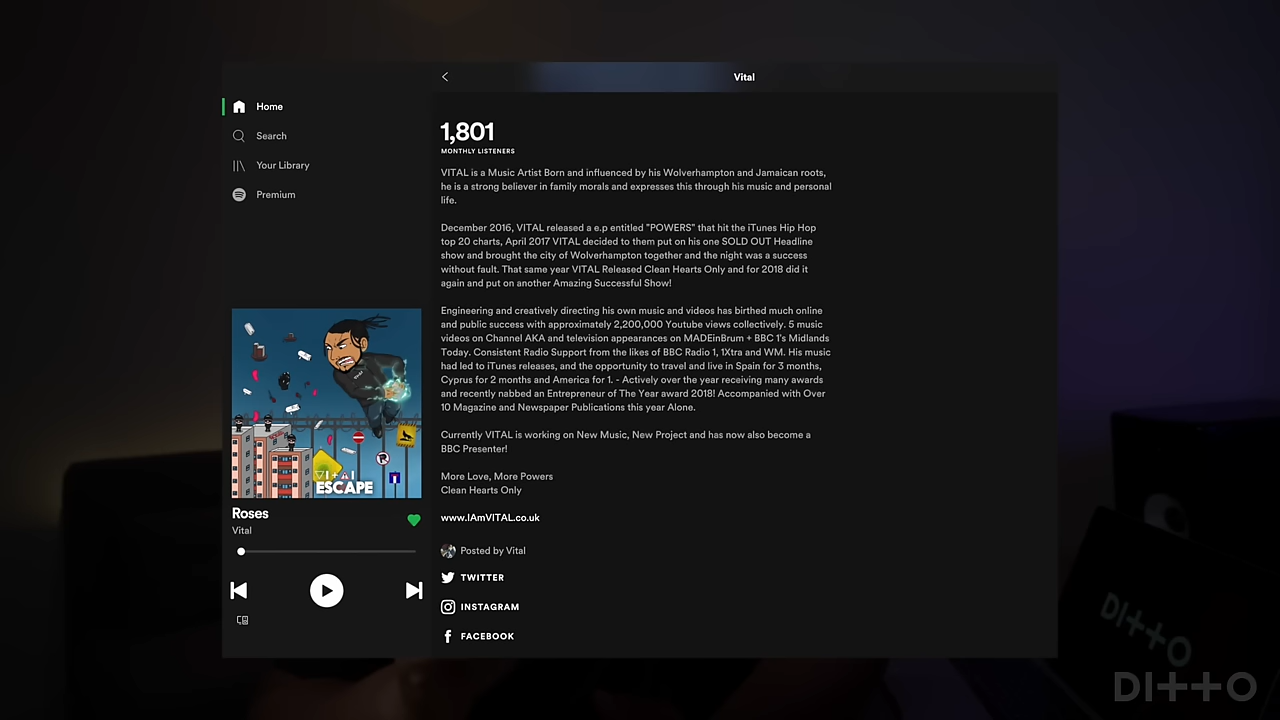 Vital
Home
Search
Your Library
Premium
1,801
MONTHLY LISTENERS
VITAL is a Music Artist Born and influenced by his Wolverhampton and Jamaican roots,
he is a strong believer in family morals and expresses this through his music and personal
life.
December 2016, VITAL released a e.p entitled "POWERS" that hit the iTunes Hip Hop
top 20 charts, April 2017 VITAL decided to them put on his one SOLD OUT Headline
show and brought the city of Wolverhampton together and the night was a success
without fault. That same year VITAL Released Clean Hearts Only and for 2018 did it
again and put on another Amazing Successful Show!
Engineering and creatively directing his own music and videos has birthed much online
and public success with approximately 2,200,000 Youtube views collectively. 5 music
videos on Channel AKA and television appearances on MADEinBrum + BBC 1's Midlands
Today. Consistent Radio Support from the likes of BBC Radio 1, 1Xtra and WM. His music
had led to iTunes releases, and the opportunity to travel and live in Spain for 3 months,
Cyprus for 2 months and America for 1. - Actively over the year receiving many awards
and recently nabbed an Entrepreneur of The Year award 2018! Accompanied with Over
10 Magazine and Newspaper Publications this year Alone.
Currently VITAL is working on New Music, New Project and has now also become a
BBC Presenter!
More Love, More Powers
Clean Hearts Only
www.IAmVITAL.co.uk
Posted by Vital
TWITTER
INSTAGRAM
FACEBOOK
ESCAPE
Roses
Vital
DITTO
DITTO